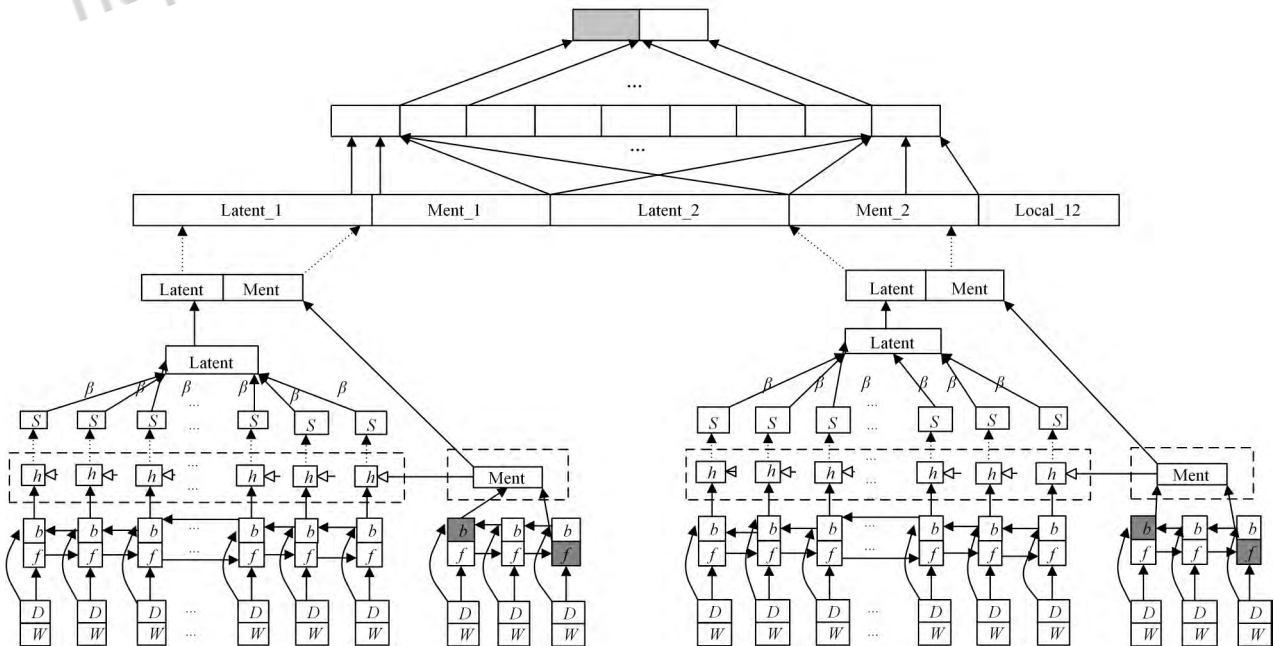 ...
...
Latent_1 Ment_1 Latent_2 Ment_2 Local_12
Latent Ment Latent Ment
Latent Latent
β β β β β β β β β β
... ...
S S S ... S S S S S S ... S S S
h h h ... h h h Ment h h h ... h h h Ment
b b b ... b b b b b b b b b ... b b b b b b
f f f ... f f f f f f f f f ... f f f f f f
D D D D D D D D D D D D D D D D D D
W W W ... W W W W W W W W W ... W W W W W W